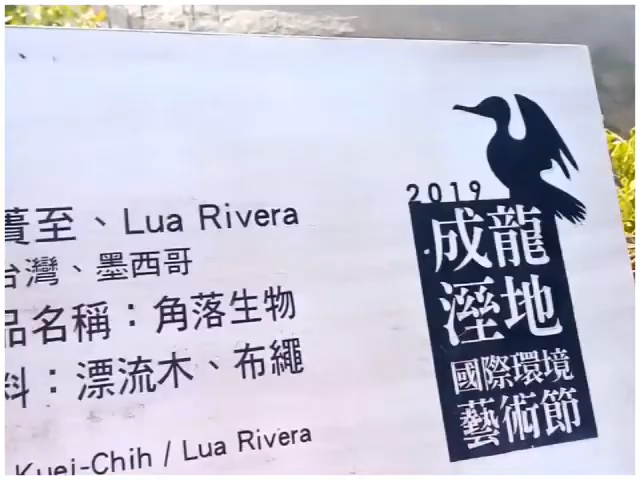 蕢至、Lua Rivera
台灣、墨西哥
品名稱：角落生物
料：漂流木、布繩
Kuei-Chih / Lua Rivera
2019
成龍
溼地
國際環境
藝術節